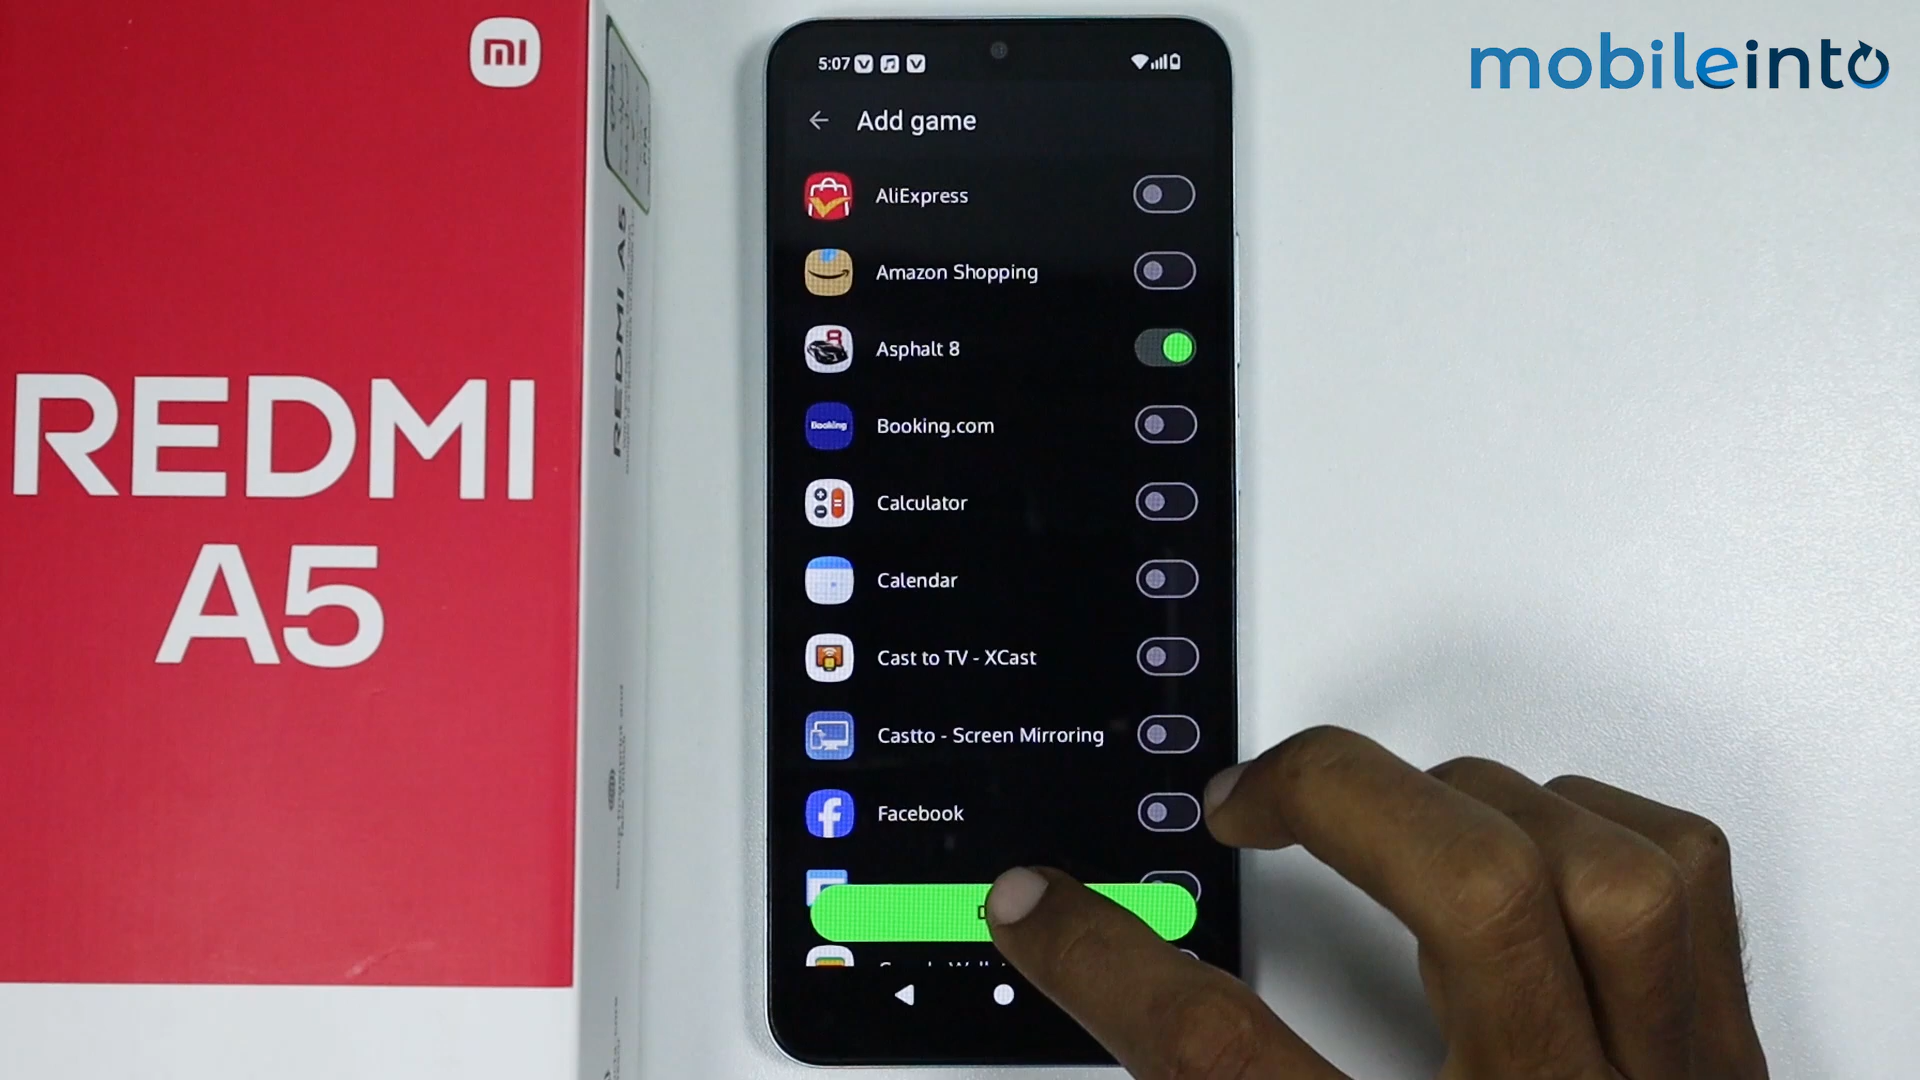 mi
REDMI
A5
REDMI A5
mobileinto
5:07
Add game
AliExpress
Amazon Shopping
Asphalt 8
Booking
Booking.com
Calculator
Calendar
Cast to TV - XCast
Castto - Screen Mirroring
Facebook